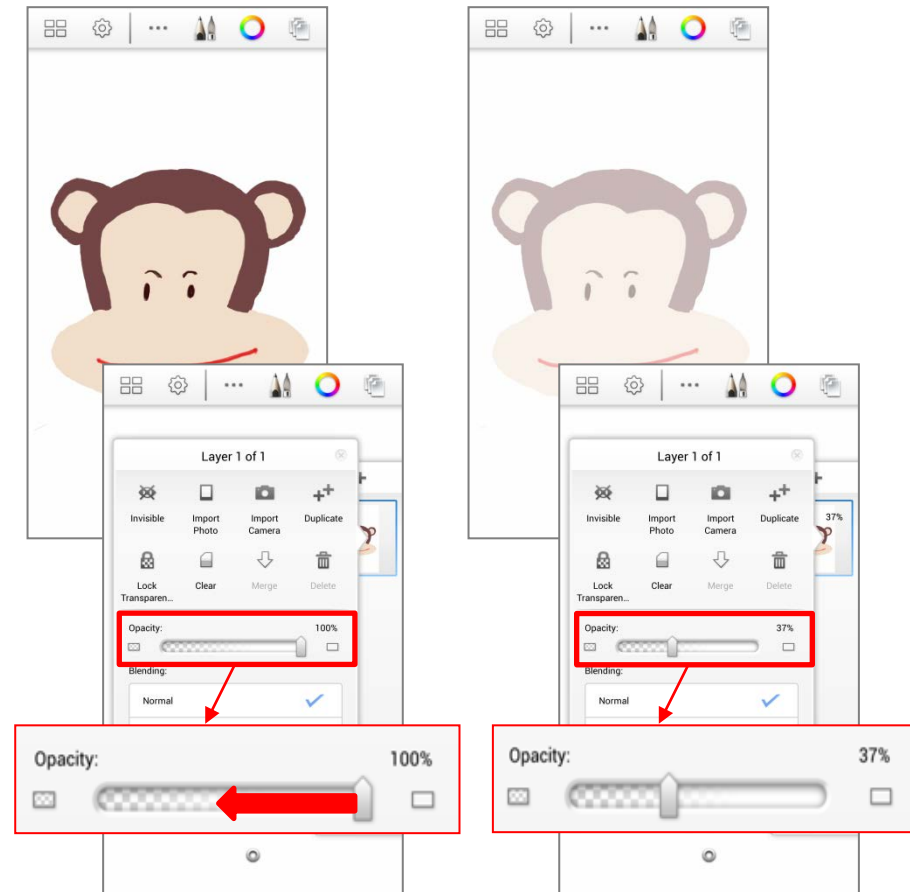 Layer 1 of 1
Invisible
Import Photo
Import Camera
Duplicate
Lock Transparen...
Clear
Merge
Delete
Opacity:
100%
Blending:
Normal
Opacity:
100%
Layer 1 of 1
Invisible
Import Photo
Import Camera
Duplicate
37%
Lock Transparen...
Clear
Merge
Delete
Opacity:
37%
Blending:
Normal
Opacity:
37%